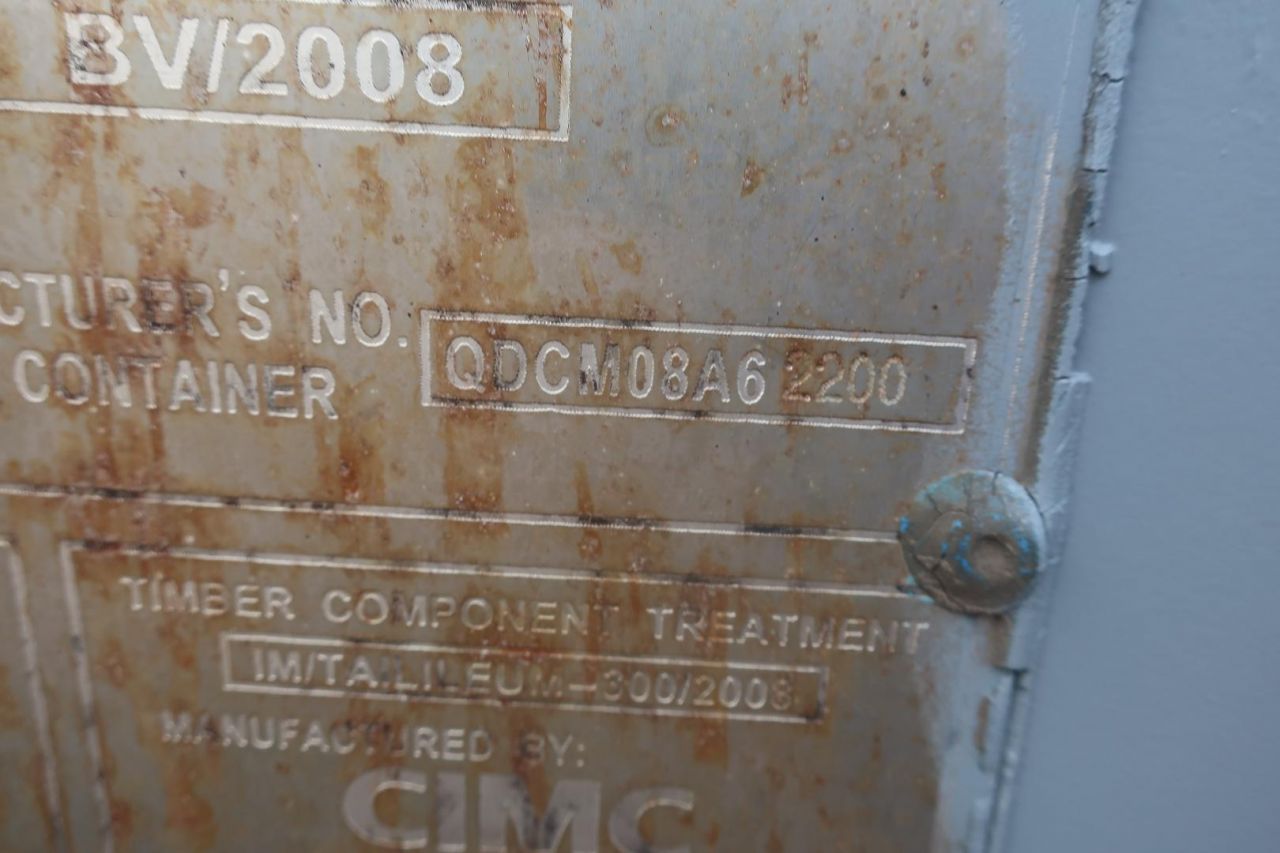 BV/2008
CTURER'S NO. QDCM08A6 2200
CONTAINER
TIMBER COMPONENT TREATMENT
IM/TAILILEUM-300/2008
MANUFACTURED BY:
CIMC